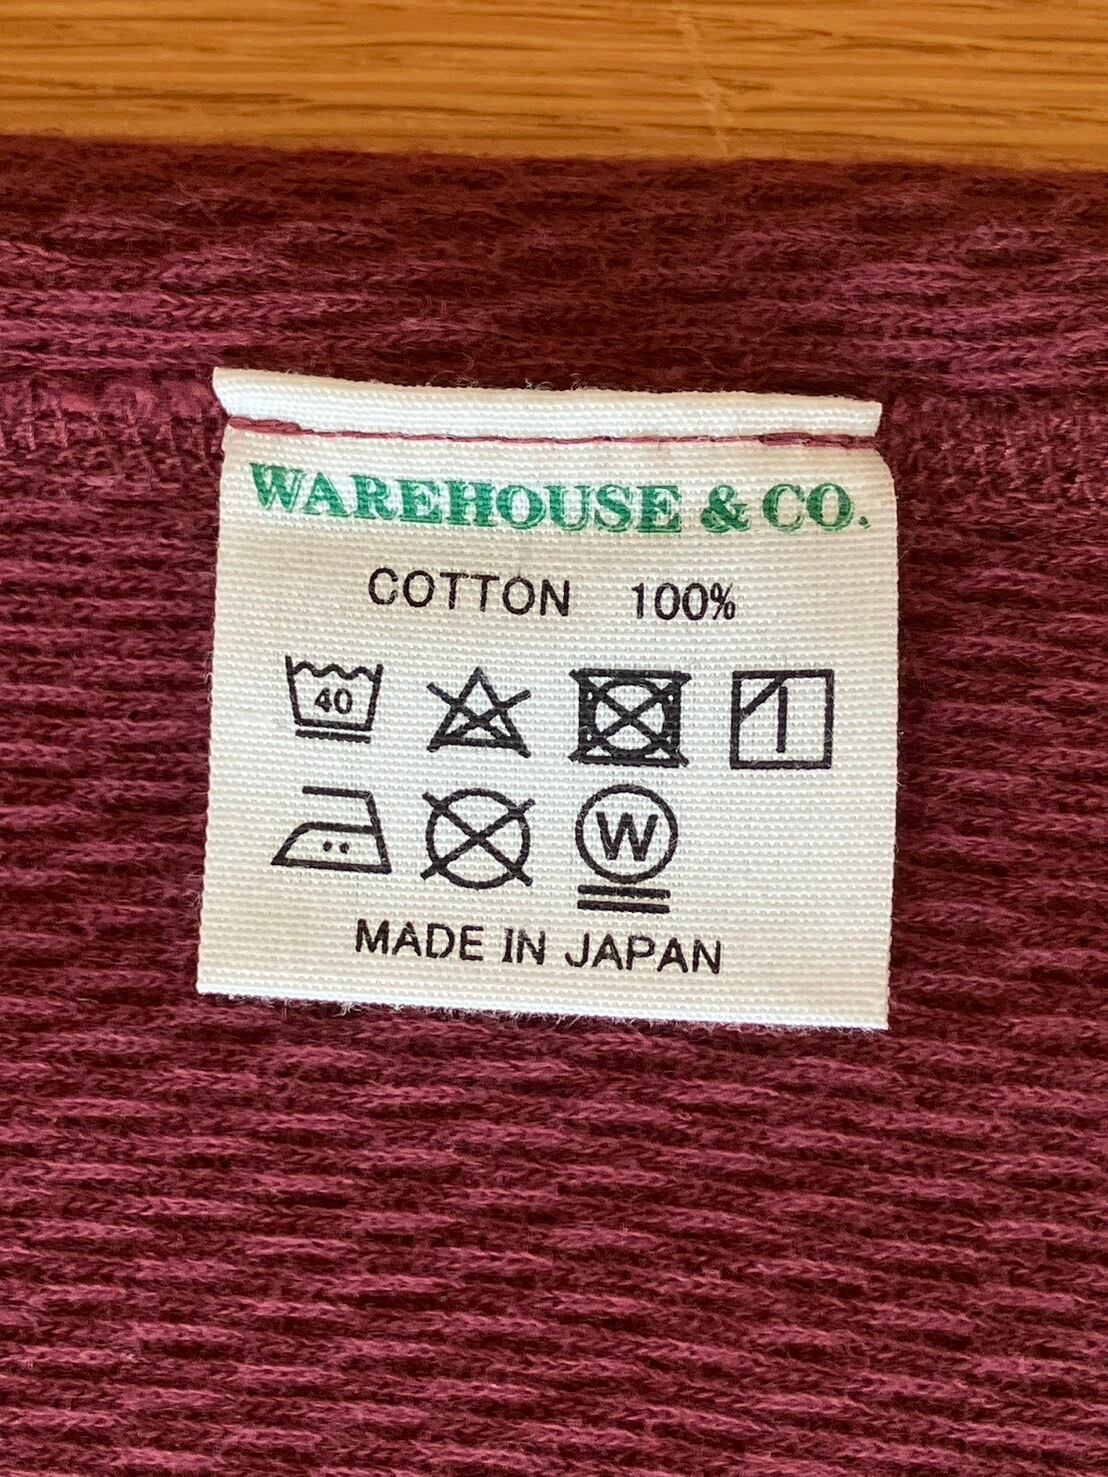 WAREHOUSE & CO.
COTTON 100%
40
W
MADE IN JAPAN